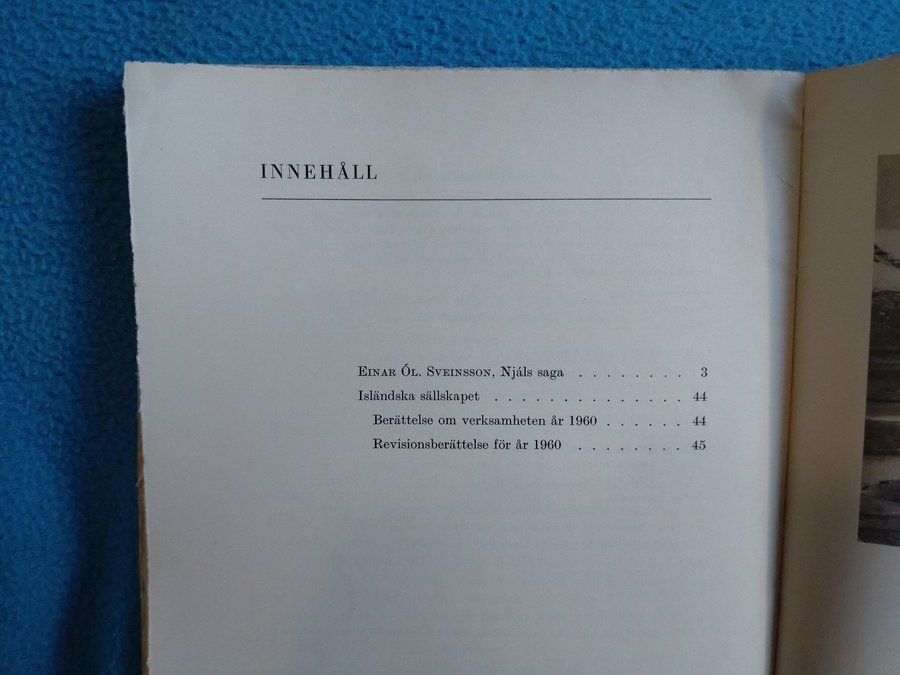 INNEHÅLL
EINAR ÓL. SVEINSSON, Njáls saga . . . . . . . . 3
Isländska sällskapet . . . . . . . . . . . . . . 44
Berättelse om verksamheten år 1960 . . . . . . 44
Revisionsberättelse för år 1960 . . . . . . . . 45